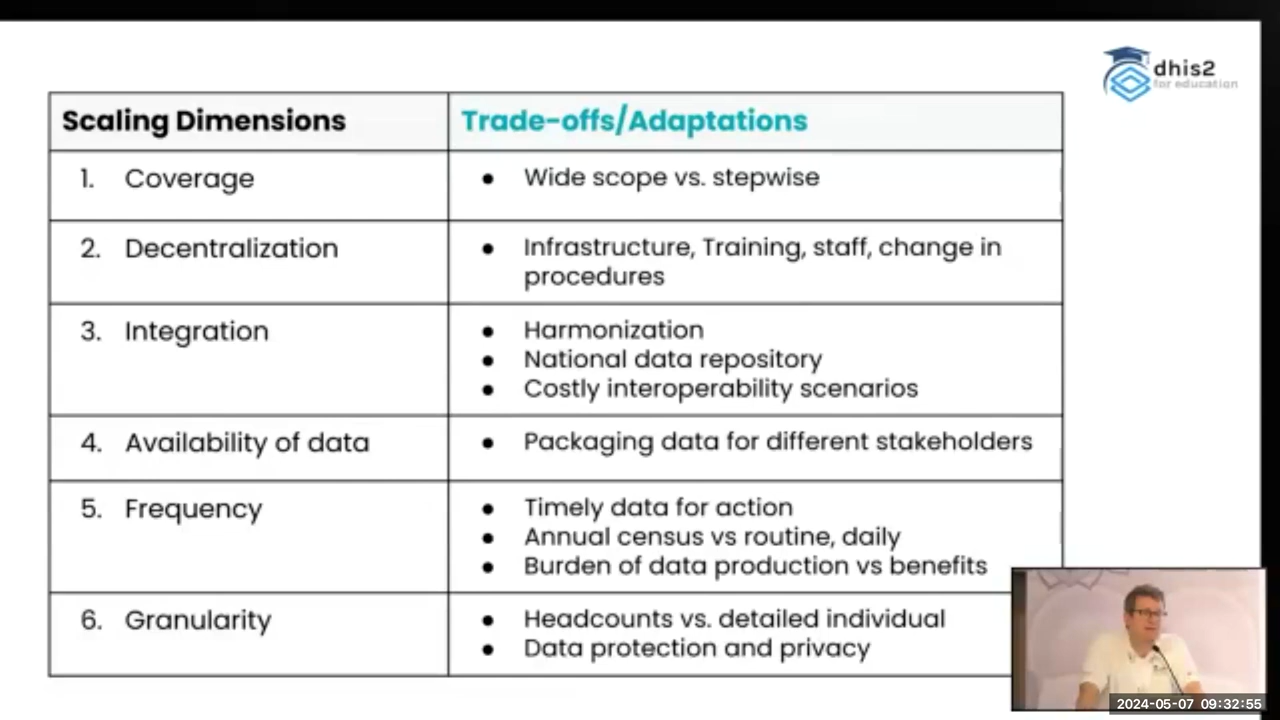 dhis2
for education
Scaling Dimensions
Trade-offs/Adaptations
1. Coverage
● Wide scope vs. stepwise
2. Decentralization
● Infrastructure, Training, staff, change in
procedures
3. Integration
● Harmonization
● National data repository
● Costly interoperability scenarios
4. Availability of data
● Packaging data for different stakeholders
5. Frequency
● Timely data for action
● Annual census vs routine, daily
● Burden of data production vs benefits
6. Granularity
● Headcounts vs. detailed individual
● Data protection and privacy
2024-05-07 09:32:55